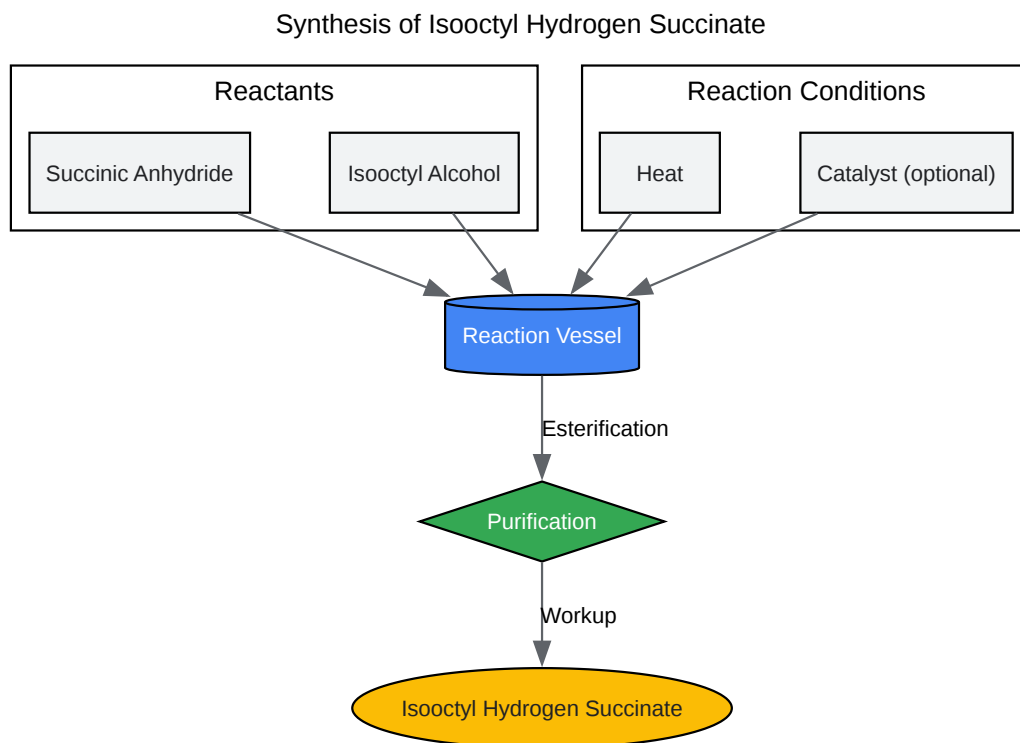 Synthesis of Isooctyl Hydrogen Succinate
Reactants
Reaction Conditions
Succinic Anhydride
Isooctyl Alcohol
Heat
Catalyst (optional)
Reaction Vessel
Esterification
Purification
Workup
Isooctyl Hydrogen Succinate